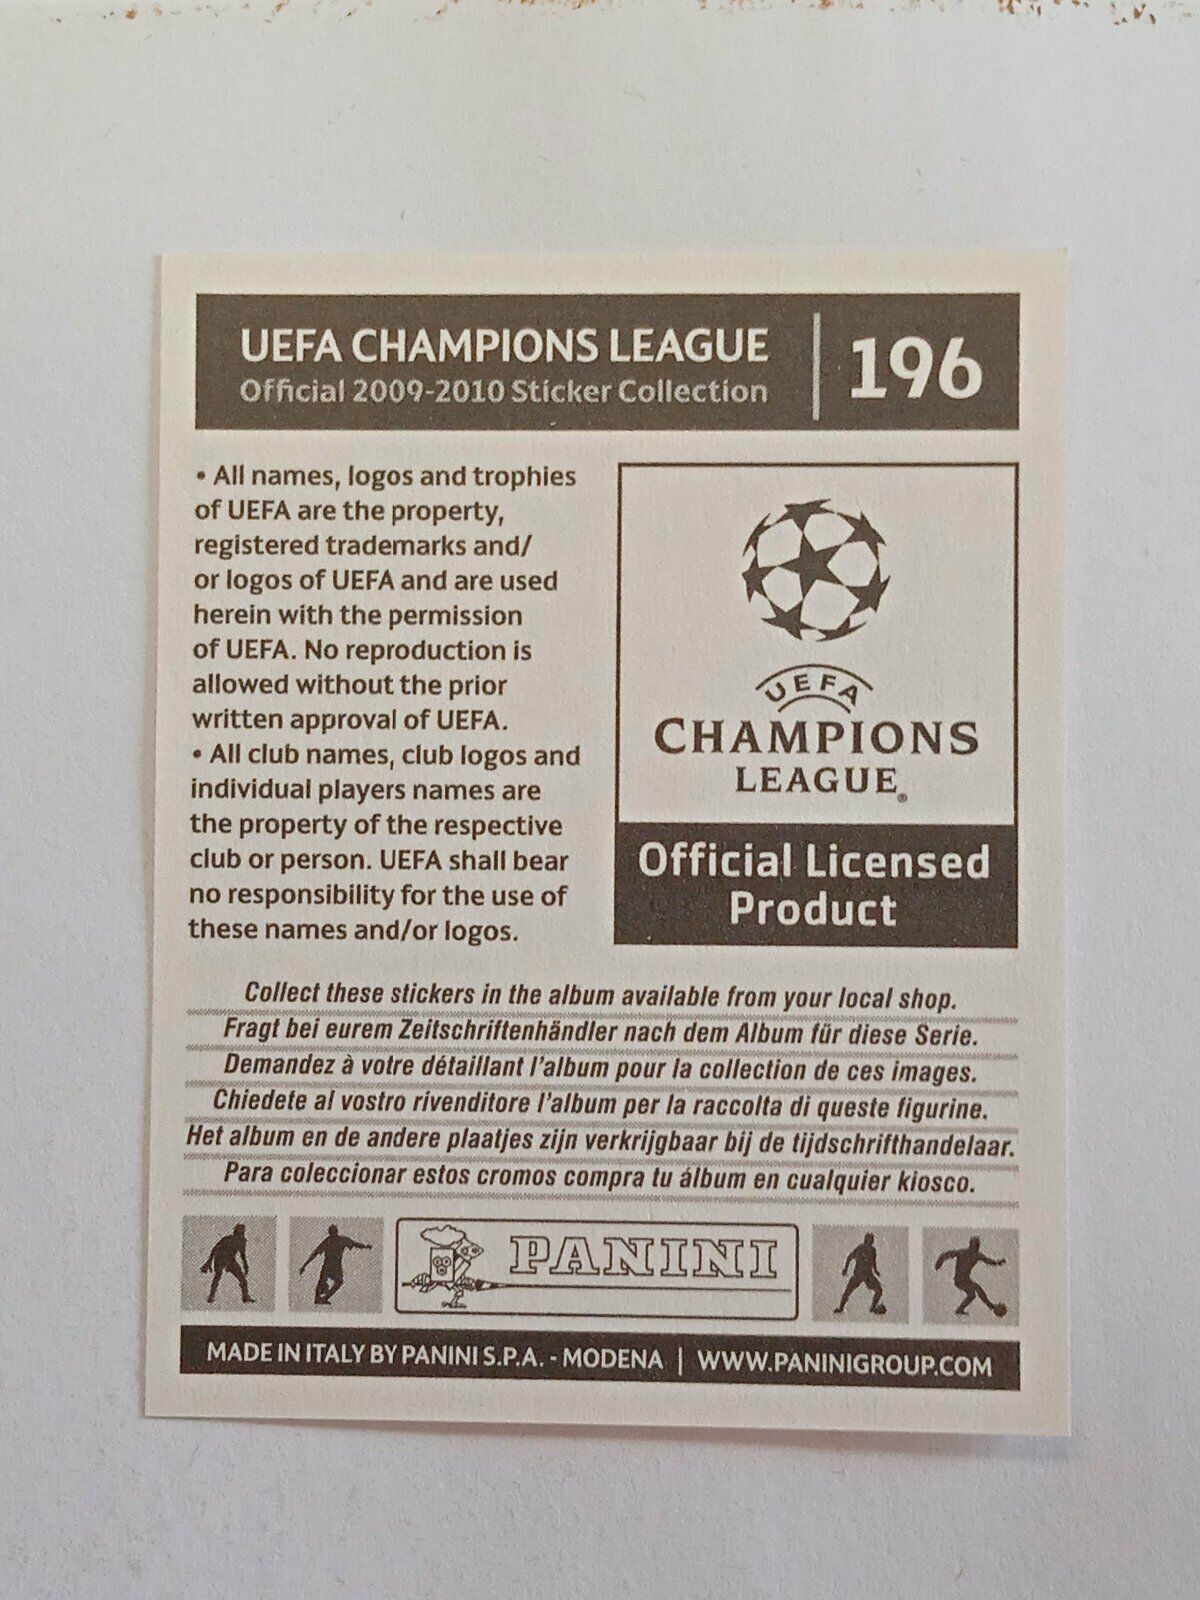 UEFA CHAMPIONS LEAGUE
Official 2009-2010 Sticker Collection
196
• All names, logos and trophies
of UEFA are the property,
registered trademarks and/
or logos of UEFA and are used
herein with the permission
of UEFA. No reproduction is
allowed without the prior
written approval of UEFA.
• All club names, club logos and
individual players names are
the property of the respective
club or person. UEFA shall bear
no responsibility for the use of
these names and/or logos.
UEFA
CHAMPIONS
LEAGUE®
Official Licensed
Product
Collect these stickers in the album available from your local shop.
Fragt bei eurem Zeitschriftenhändler nach dem Album für diese Serie.
Demandez à votre détaillant l'album pour la collection de ces images.
Chiedete al vostro rivenditore l'album per la raccolta di queste figurine.
Het album en de andere plaatjes zijn verkrijgbaar bij de tijdschrifthandelaar.
Para coleccionar estos cromos compra tu álbum en cualquier kiosco.
PANINI
MADE IN ITALY BY PANINI S.P.A. - MODENA | WWW.PANINIGROUP.COM